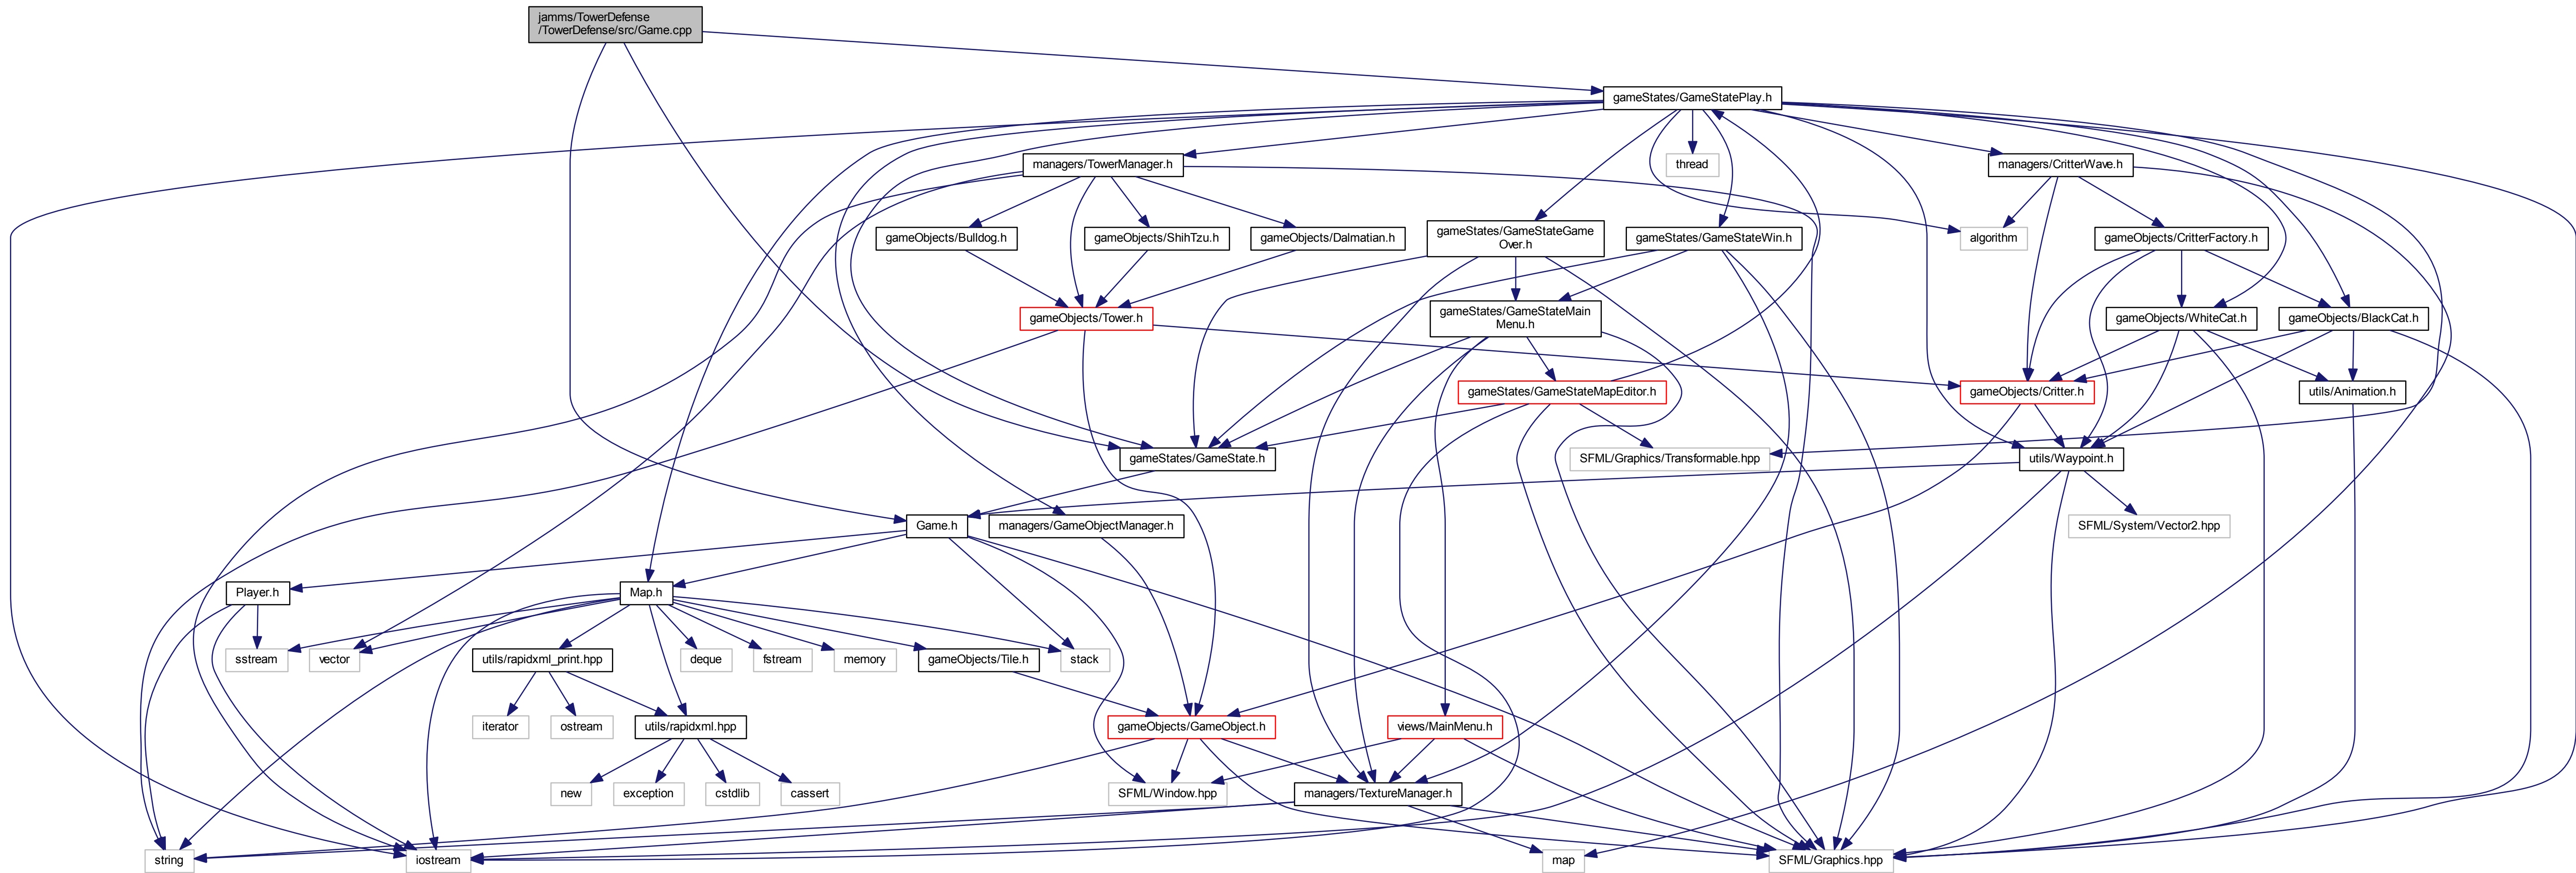 jamms/TowerDefense
/TowerDefense/src/Game.cpp
gameStates/GameStatePlay.h
managers/TowerManager.h
thread
managers/CritterWave.h
gameObjects/Bulldog.h
gameObjects/ShihTzu.h
gameObjects/Dalmatian.h
gameStates/GameStateGame
Over.h
gameStates/GameStateWin.h
algorithm
gameObjects/CritterFactory.h
gameObjects/Tower.h
gameStates/GameStateMain
Menu.h
gameObjects/WhiteCat.h
gameObjects/BlackCat.h
gameStates/GameStateMapEditor.h
gameObjects/Critter.h
utils/Animation.h
gameStates/GameState.h
SFML/Graphics/Transformable.hpp
utils/Waypoint.h
Game.h
managers/GameObjectManager.h
SFML/System/Vector2.hpp
Player.h
Map.h
sstream
vector
utils/rapidxml_print.hpp
deque
fstream
memory
gameObjects/Tile.h
stack
iterator
ostream
utils/rapidxml.hpp
gameObjects/GameObject.h
views/MainMenu.h
new
exception
cstdlib
cassert
SFML/Window.hpp
managers/TextureManager.h
string
iostream
map
SFML/Graphics.hpp